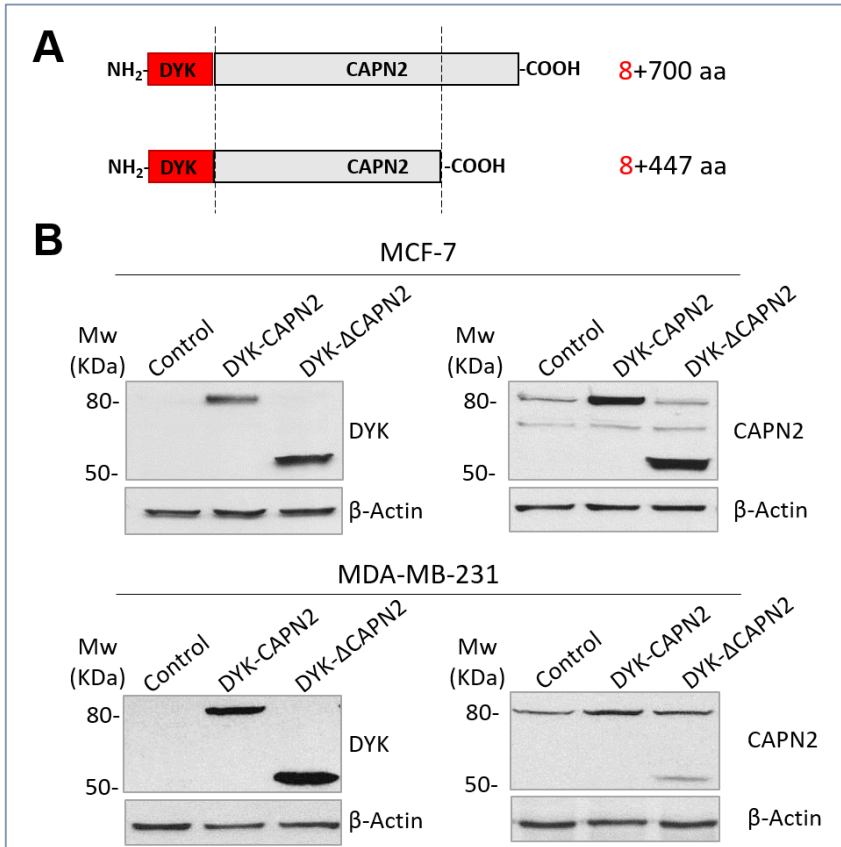 A
NH2- DYK CAPN2 -COOH 8+700 aa
NH2- DYK CAPN2 -COOH 8+447 aa
B
MCF-7
Mw
(KDa)
Control
DYK-CAPN2
DYK-ΔCAPN2
80-
50-
DYK
β-Actin
Mw
(KDa)
Control
DYK-CAPN2
DYK-ΔCAPN2
80-
50-
CAPN2
β-Actin
MDA-MB-231
Mw
(KDa)
Control
DYK-CAPN2
DYK-ΔCAPN2
80-
50-
DYK
β-Actin
Mw
(KDa)
Control
DYK-CAPN2
DYK-ΔCAPN2
80-
50-
CAPN2
β-Actin